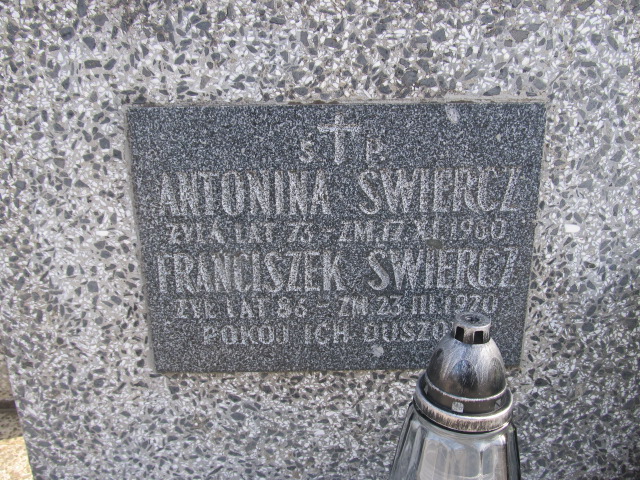 Ś P.
ANTONINA ŚWIERCZ
ŻYŁA LAT 73 - ZM. 17. XI. 1960
FRANCISZEK ŚWIERCZ
ŻYŁ LAT 86 - ZM 23. III. 1970
POKÓJ ICH DUSZOM